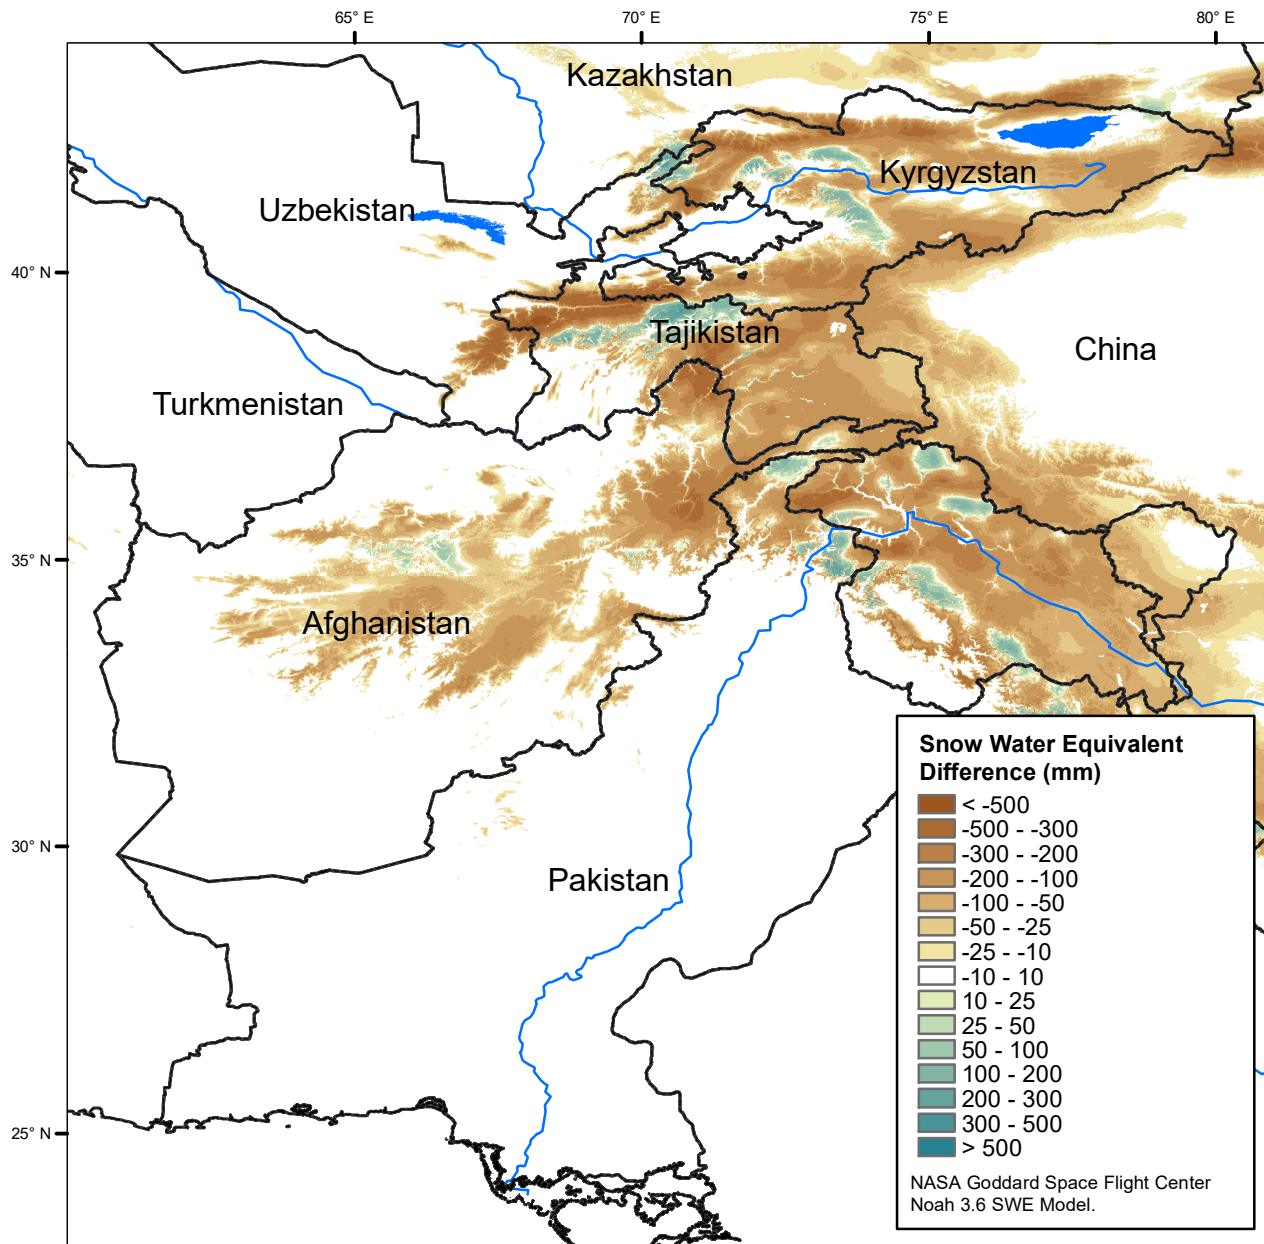 65° E
70° E
75° E
80° E
Kazakhstan
Kyrgyzstan
Uzbekistan
40° N
Tajikistan
China
Turkmenistan
35° N
Afghanistan
Snow Water Equivalent
Difference (mm)
< -500
-500 - -300
-300 - -200
-200 - -100
-100 - -50
-50 - -25
-25 - -10
-10 - 10
10 - 25
25 - 50
50 - 100
100 - 200
200 - 300
300 - 500
> 500
30° N
Pakistan
25° N
NASA Goddard Space Flight Center
Noah 3.6 SWE Model.